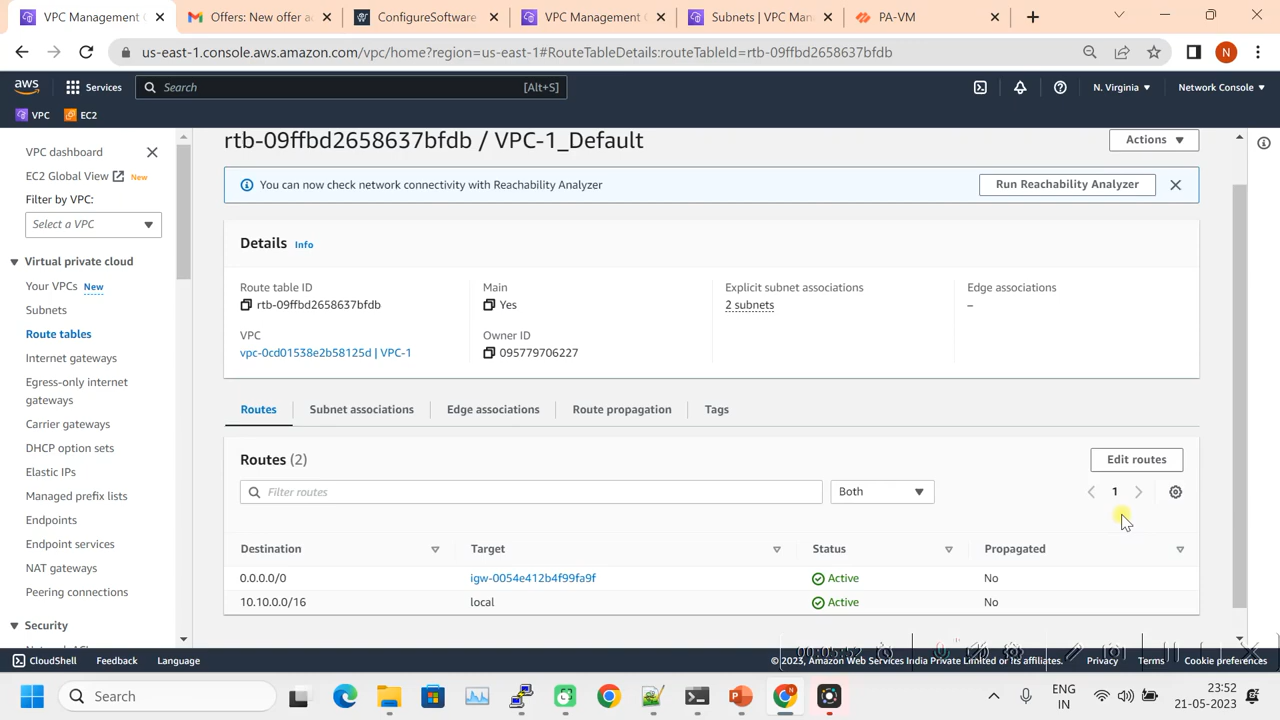 VPC Management C
Offers: New offer a
ConfigureSoftware
VPC Management C
Subnets | VPC Man
PA-VM
us-east-1.console.aws.amazon.com/vpc/home?region=us-east-1#RouteTableDetails:routeTableId=rtb-09ffbd2658637bfdb
N
aws
Services
Search
[Alt+S]
N. Virginia
Network Console
VPC
EC2
VPC dashboard
EC2 Global View
New
Filter by VPC:
Select a VPC
Virtual private cloud
Your VPCs
New
Subnets
Route tables
Internet gateways
Egress-only internet
gateways
Carrier gateways
DHCP option sets
Elastic IPs
Managed prefix lists
Endpoints
Endpoint services
NAT gateways
Peering connections
Security
rtb-09ffbd2658637bfdb / VPC-1_Default
Actions
You can now check network connectivity with Reachability Analyzer
Run Reachability Analyzer
Details
Info
Route table ID
rtb-09ffbd2658637bfdb
Main
Yes
Explicit subnet associations
2 subnets
Edge associations
–
VPC
vpc-0cd01538e2b58125d | VPC-1
Owner ID
095779706227
Routes
Subnet associations
Edge associations
Route propagation
Tags
Routes (2)
Edit routes
Filter routes
Both
1
Destination
Target
Status
Propagated
0.0.0.0/0
igw-0054e412b4f99fa9f
Active
No
10.10.0.0/16
local
Active
No
00:05:52
CloudShell
Feedback
Language
© 2023, Amazon Web Services India Private Limited or its affiliates.
Privacy
Terms
Cookie preferences
Search
ENG
IN
23:52
21-05-2023